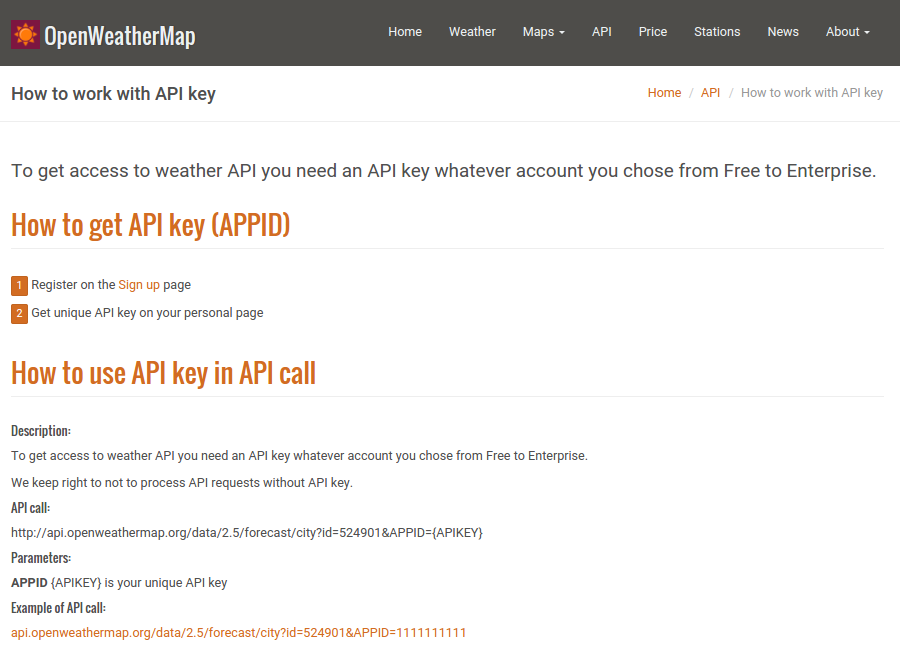 OpenWeatherMap
Home Weather Maps API Price Stations News About
How to work with API key
Home / API / How to work with API key
To get access to weather API you need an API key whatever account you chose from Free to Enterprise.
How to get API key (APPID)
1 Register on the Sign up page
2 Get unique API key on your personal page
How to use API key in API call
Description:
To get access to weather API you need an API key whatever account you chose from Free to Enterprise.
We keep right to not to process API requests without API key.
API call:
http://api.openweathermap.org/data/2.5/forecast/city?id=524901&APPID={APIKEY}
Parameters:
APPID {APIKEY} is your unique API key
Example of API call:
api.openweathermap.org/data/2.5/forecast/city?id=524901&APPID=1111111111